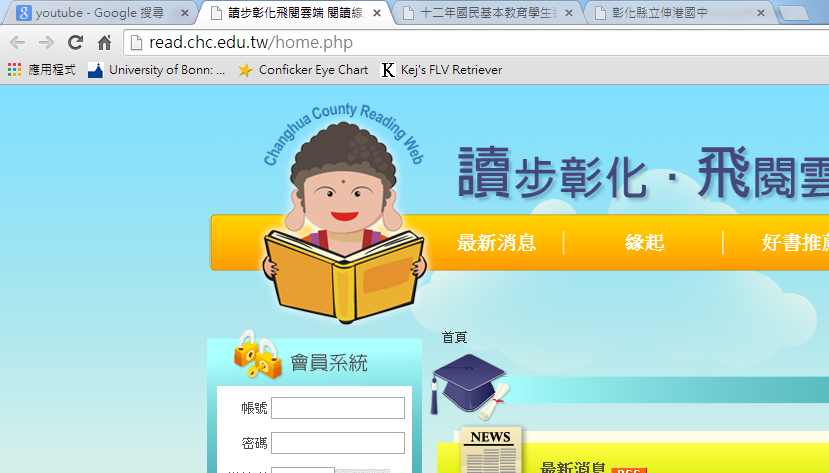 youtube - Google 搜尋
讀步彰化飛閱雲端 閱讀線
十二年國民基本教育學生
彰化縣立伸港國中
read.chc.edu.tw/home.php
應用程式
University of Bonn: ...
Conficker Eye Chart
K
Kej's FLV Retriever
Changhua County Reading Web
讀步彰化·飛閱雲
最新消息
緣起
好書推薦
首頁
會員系統
帳號
密碼
NEWS
最新消息
RSS